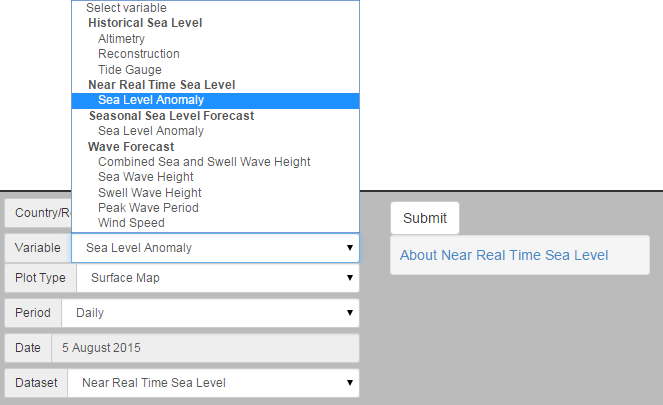 Select variable
Historical Sea Level
Altimetry
Reconstruction
Tide Gauge
Near Real Time Sea Level
Sea Level Anomaly
Seasonal Sea Level Forecast
Sea Level Anomaly
Wave Forecast
Combined Sea and Swell Wave Height
Sea Wave Height
Swell Wave Height
Peak Wave Period
Wind Speed
Country/Re
Submit
Variable Sea Level Anomaly
About Near Real Time Sea Level
Plot Type Surface Map
Period Daily
Date 5 August 2015
Dataset Near Real Time Sea Level